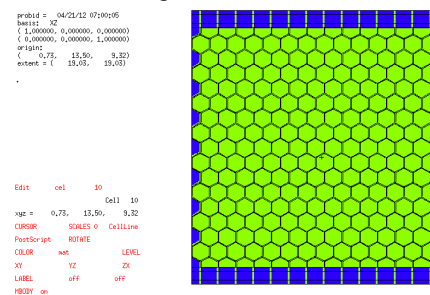 probid =   04/21/12 07:00:05
basis:   XZ
( 1.000000, 0.000000, 0.000000)
( 0.000000, 0.000000, 1.000000)
origin:
(     0.73,     13.50,     9.32)
extent = (     19.03,     19.03)
Edit cel 10
Cell 10
xyz =     0.73,     13.50,     9.32
CURSOR SCALES 0 CellLine
PostScript ROTATE
COLOR mat LEVEL
XY YZ ZX
LABEL off off
MBODY on